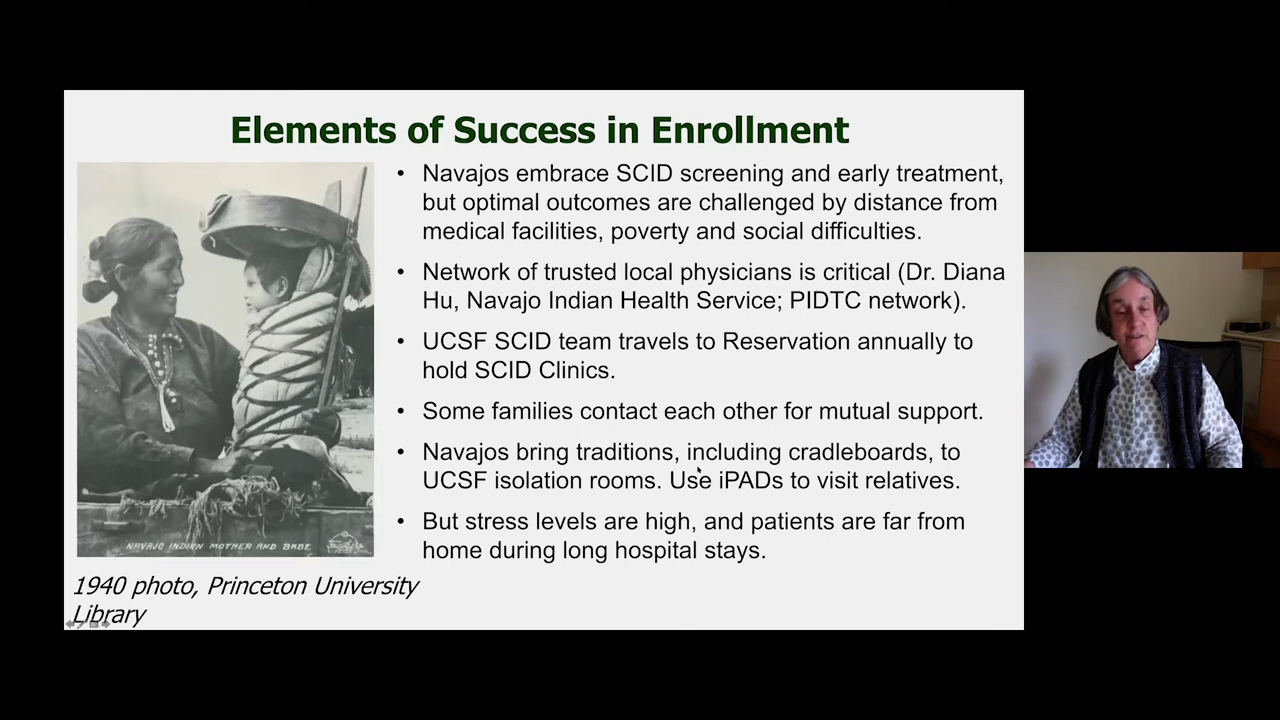 Elements of Success in Enrollment
• Navajos embrace SCID screening and early treatment,
but optimal outcomes are challenged by distance from
medical facilities, poverty and social difficulties.
• Network of trusted local physicians is critical (Dr. Diana
Hu, Navajo Indian Health Service; PIDTC network).
• UCSF SCID team travels to Reservation annually to
hold SCID Clinics.
• Some families contact each other for mutual support.
• Navajos bring traditions, including cradleboards, to
UCSF isolation rooms. Use iPADs to visit relatives.
• But stress levels are high, and patients are far from
home during long hospital stays.
NAVAJO INDIAN MOTHER AND BABE
1940 photo, Princeton University
Library